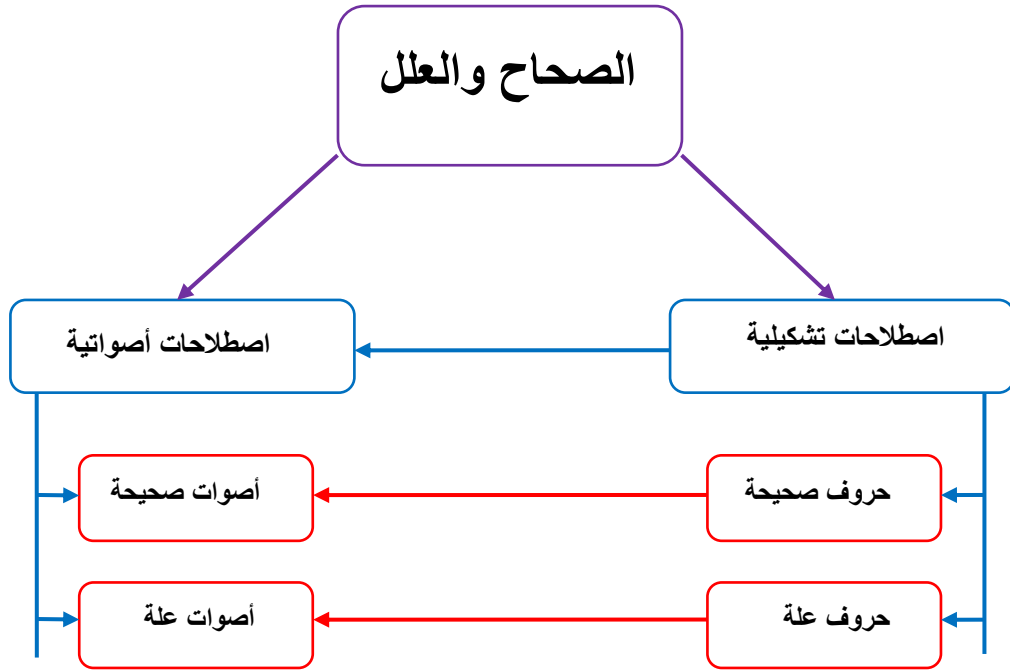 الصحاح والعلل
اصطلاحات تشكيلية
اصطلاحات أصواتية
حروف صحيحة
أصوات صحيحة
حروف علة
أصوات علة